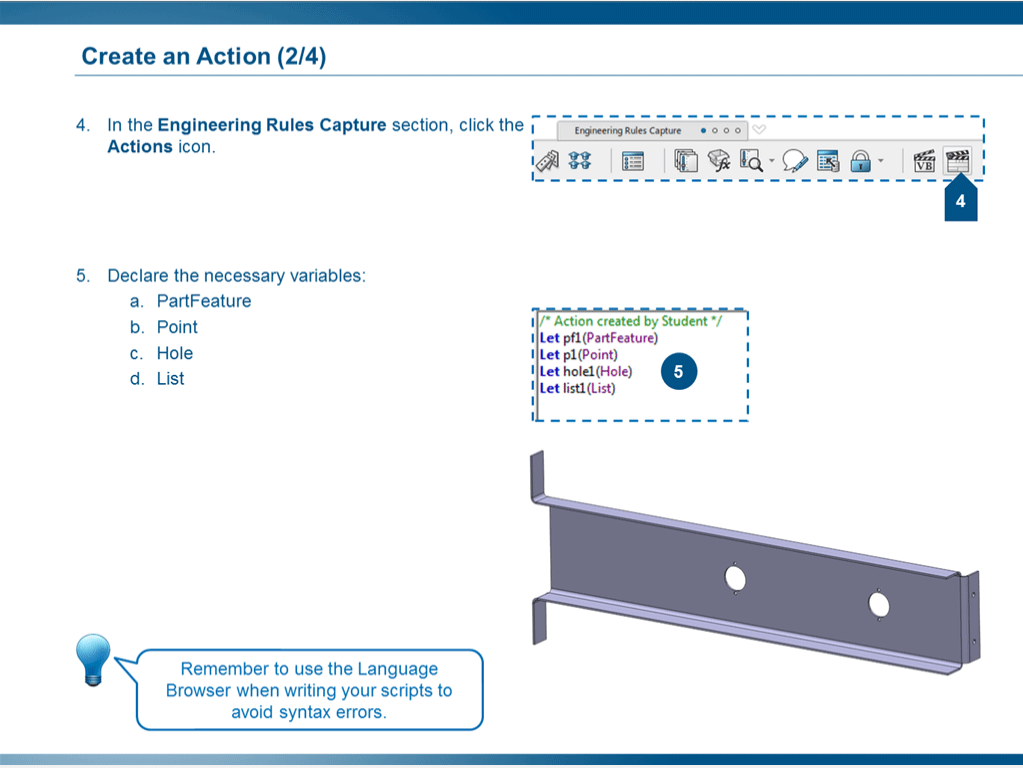 Create an Action (2/4)
4. In the Engineering Rules Capture section, click the
Actions icon.
Engineering Rules Capture
VB
4
5. Declare the necessary variables:
a. PartFeature
b. Point
c. Hole
d. List
/* Action created by Student */
Let pf1(PartFeature)
Let p1(Point)
Let hole1(Hole)
Let list1(List)
5
Remember to use the Language
Browser when writing your scripts to
avoid syntax errors.